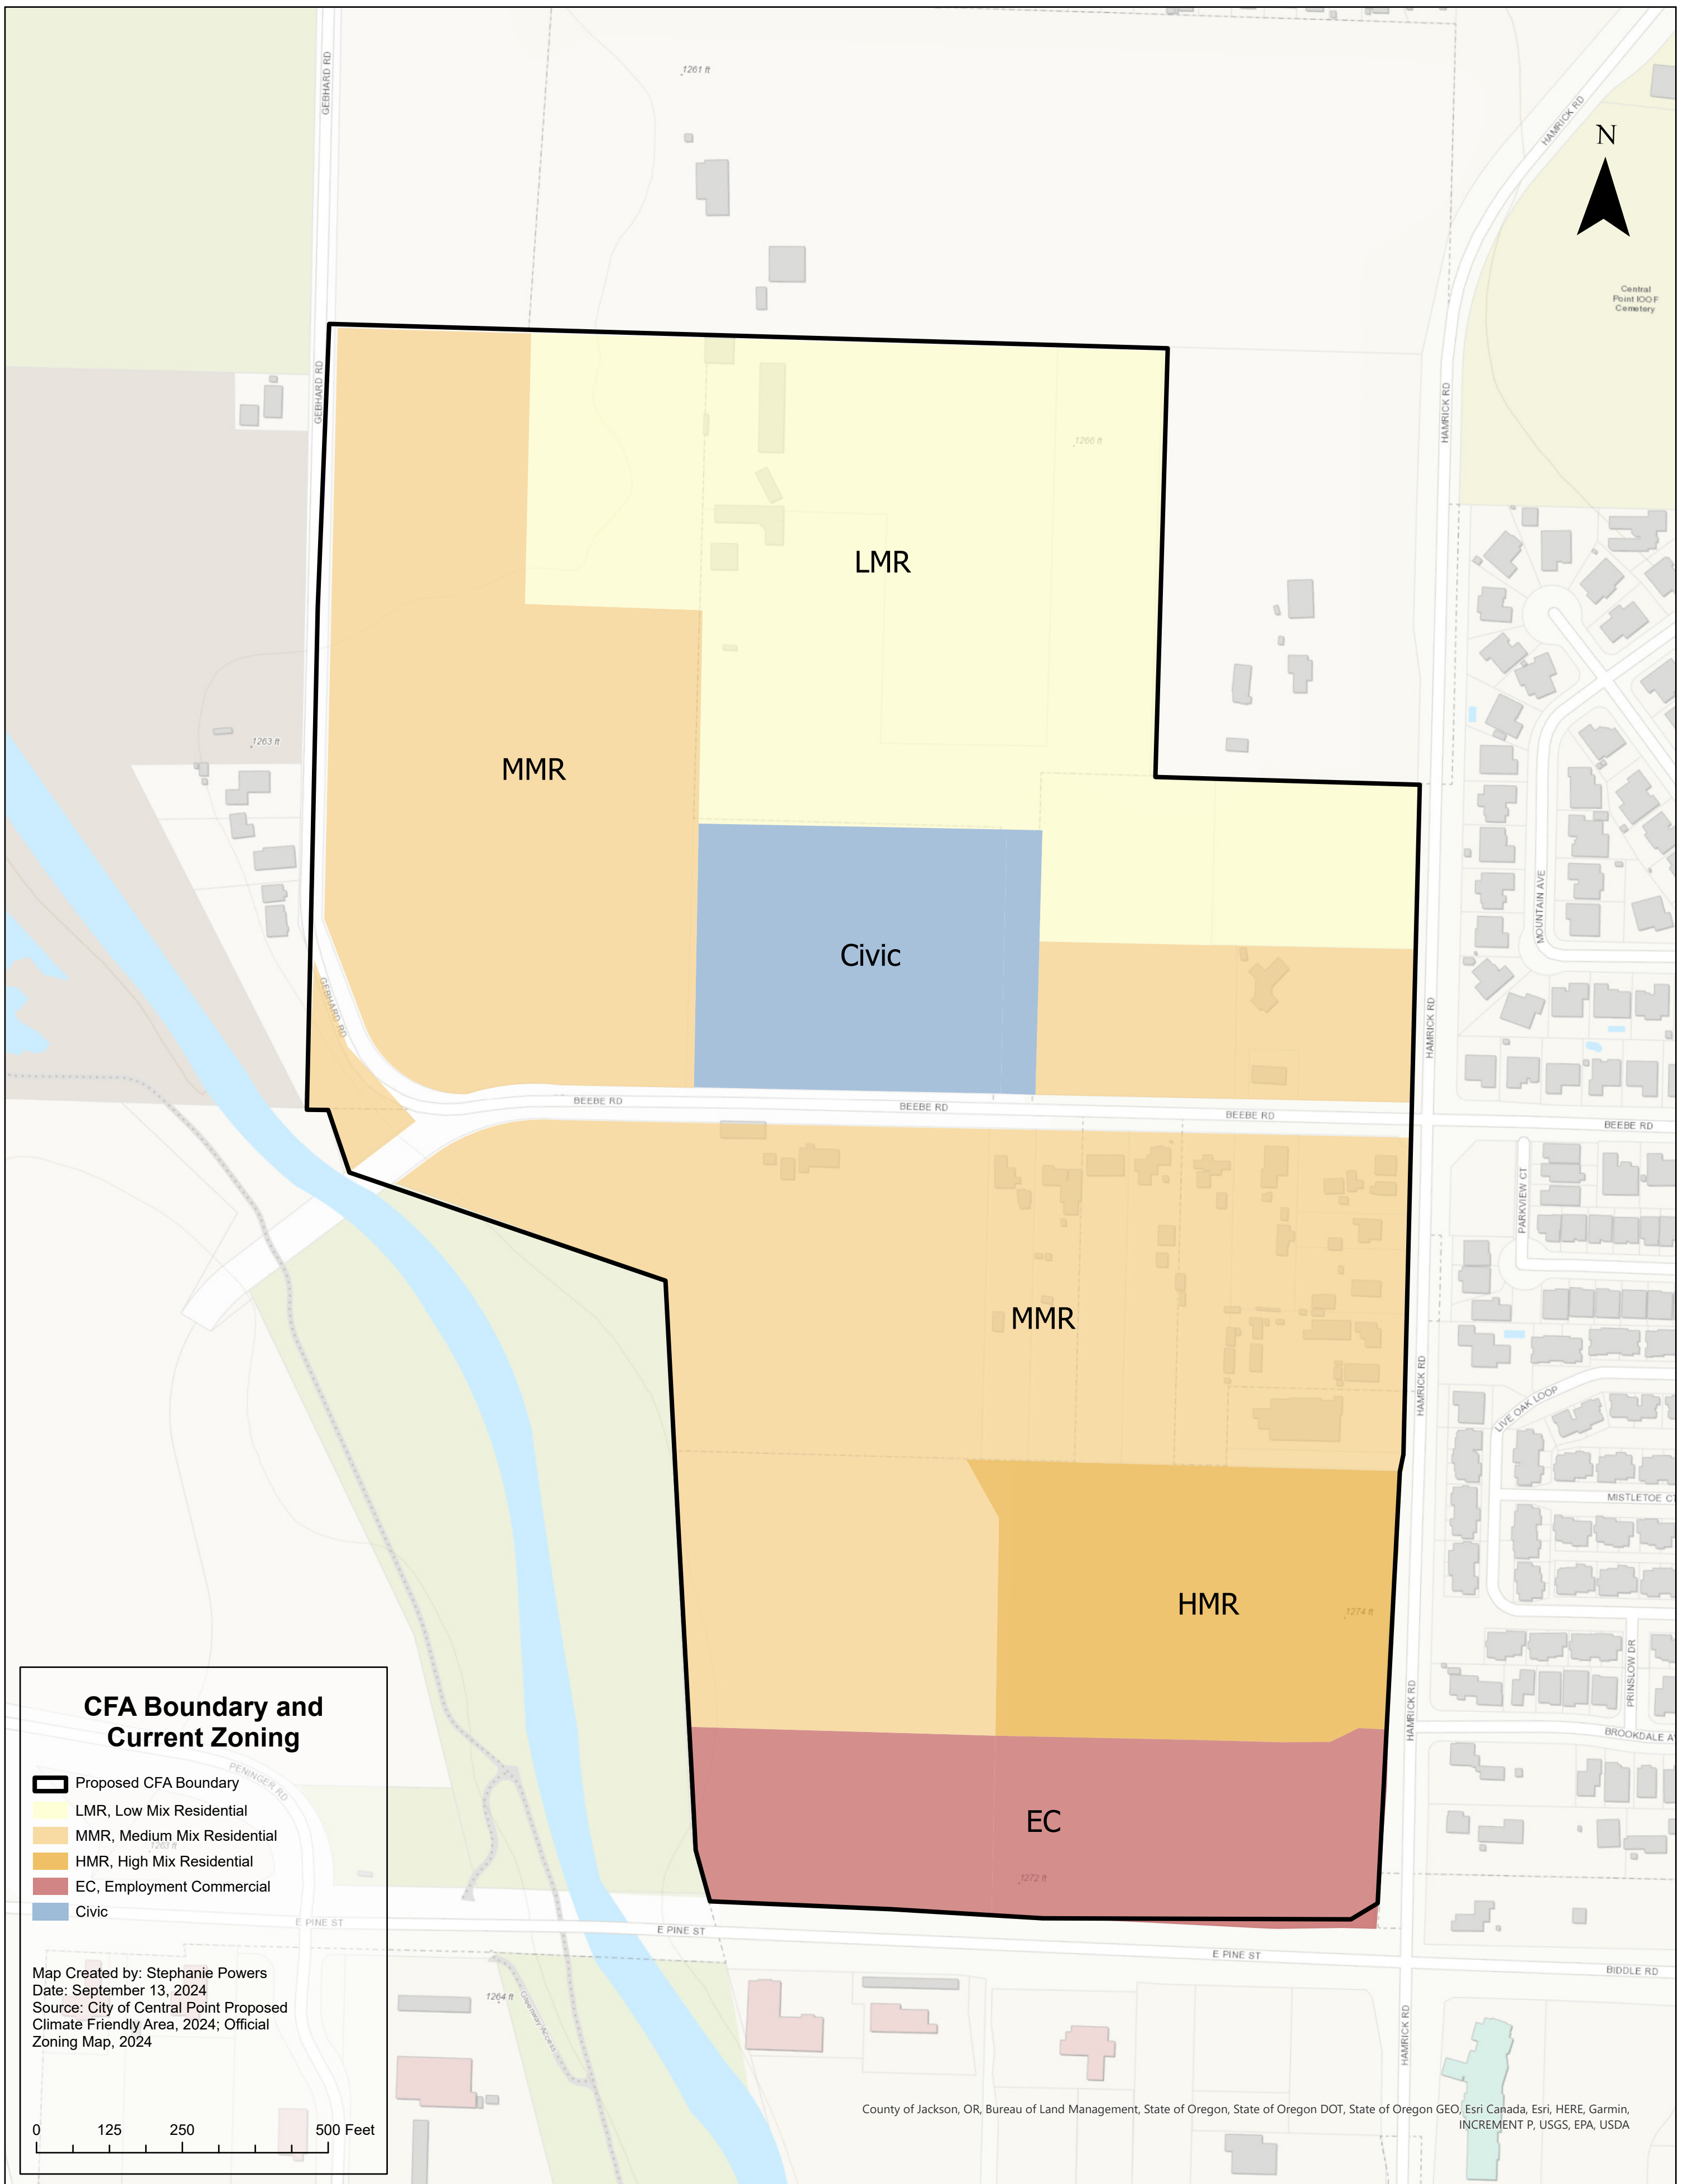 GEBHARD RD
1261 ft
HAMRICK RD
N
Central
Point IOOF
Cemetery
GEBHARD RD
HAMRICK RD
1266 ft
LMR
MMR
1263 ft
MOUNTAIN AVE
Civic
GEBHARD RD
HAMRICK RD
BEEBE RD
BEEBE RD
BEEBE RD
BEEBE RD
PARKVIEW CT
MMR
HAMRICK RD
LIVE OAK LOOP
MISTLETOE CT
HMR
1274 ft
PRINSLOW DR
HAMRICK RD
BROOKDALE A
EC
1272 ft
CFA Boundary and
Current Zoning
PENINGER RD
Proposed CFA Boundary
LMR, Low Mix Residential
MMR, Medium Mix Residential
1263 ft
HMR, High Mix Residential
EC, Employment Commercial
Civic
E PINE ST
E PINE ST
E PINE ST
BIDDLE RD
Map Created by: Stephanie Powers
Date: September 13, 2024
Source: City of Central Point Proposed
Climate Friendly Area, 2024; Official
Zoning Map, 2024
1264 ft
Greenway Access
HAMRICK RD
0 125 250 500 Feet
County of Jackson, OR, Bureau of Land Management, State of Oregon, State of Oregon DOT, State of Oregon GEO, Esri Canada, Esri, HERE, Garmin,
INCREMENT P, USGS, EPA, USDA